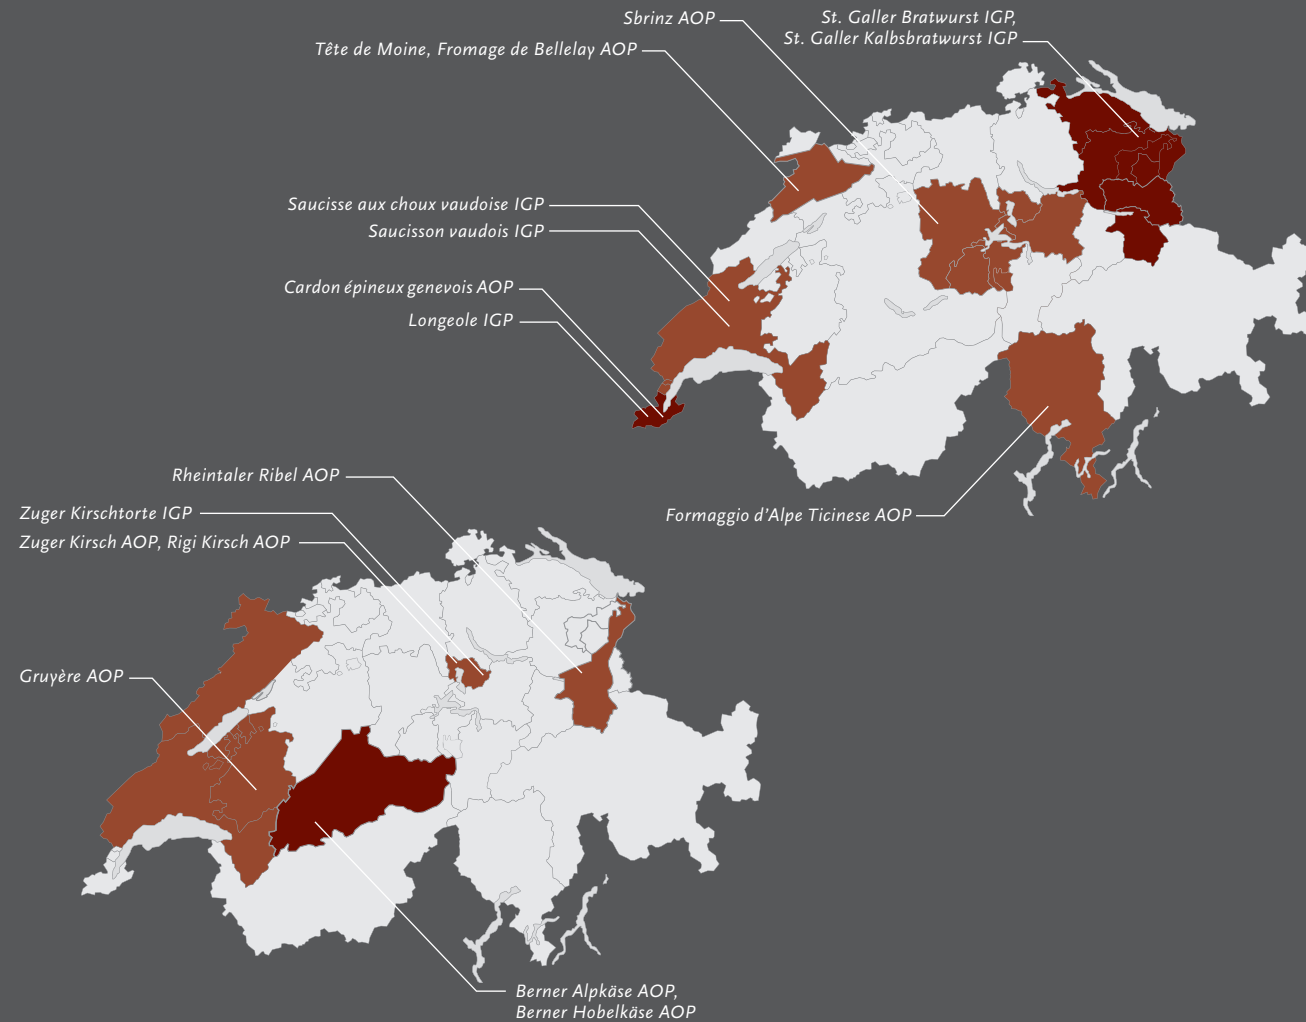 Sbrinz AOP
St. Galler Bratwurst IGP,
St. Galler Kalbsbratwurst IGP
Tête de Moine, Fromage de Bellelay AOP
Saucisse aux choux vaudoise IGP
Saucisson vaudois IGP
Cardon épineux genevois AOP
Longeole IGP
Formaggio d'Alpe Ticinese AOP
Rheintaler Ribel AOP
Zuger Kirschtorte IGP
Zuger Kirsch AOP, Rigi Kirsch AOP
Gruyère AOP
Berner Alpkäse AOP,
Berner Hobelkäse AOP